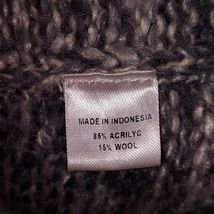 MADE IN INDONESIA
85% ACRILYC
15% WOOL